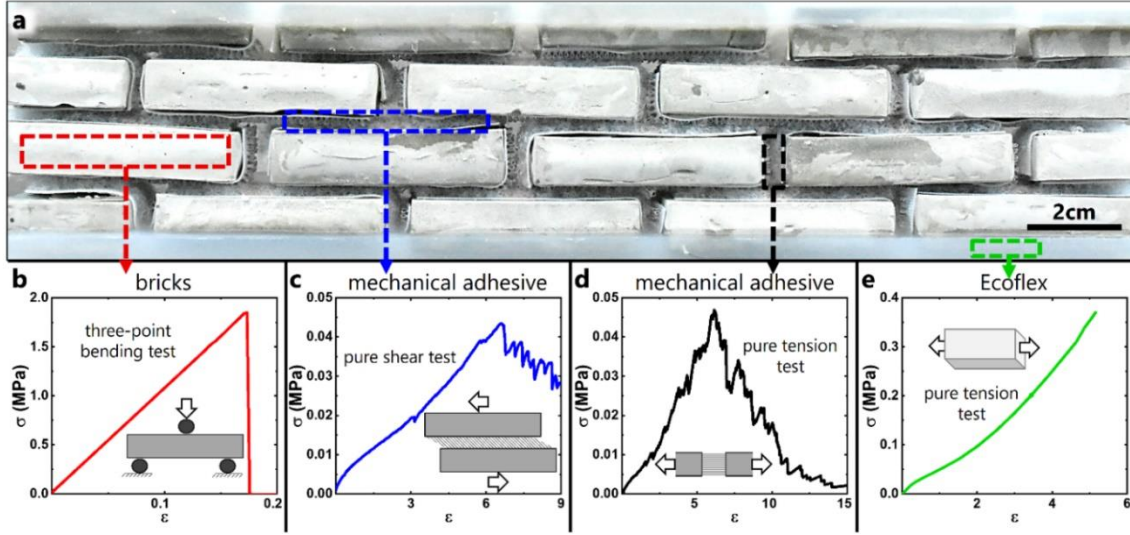 a
2cm
b
bricks
three-point
bending test
σ (MPa)
2.0
1.5
1.0
0.5
0.0
0.1
0.2
ε
c
mechanical adhesive
pure shear test
σ (MPa)
0.05
0.04
0.03
0.02
0.01
0.00
3
6
9
ε
d
mechanical adhesive
pure tension
test
σ (MPa)
0.05
0.04
0.03
0.02
0.01
0.00
5
10
15
ε
e
Ecoflex
pure tension
test
σ (MPa)
0.4
0.3
0.2
0.1
0.0
0
2
4
6
ε